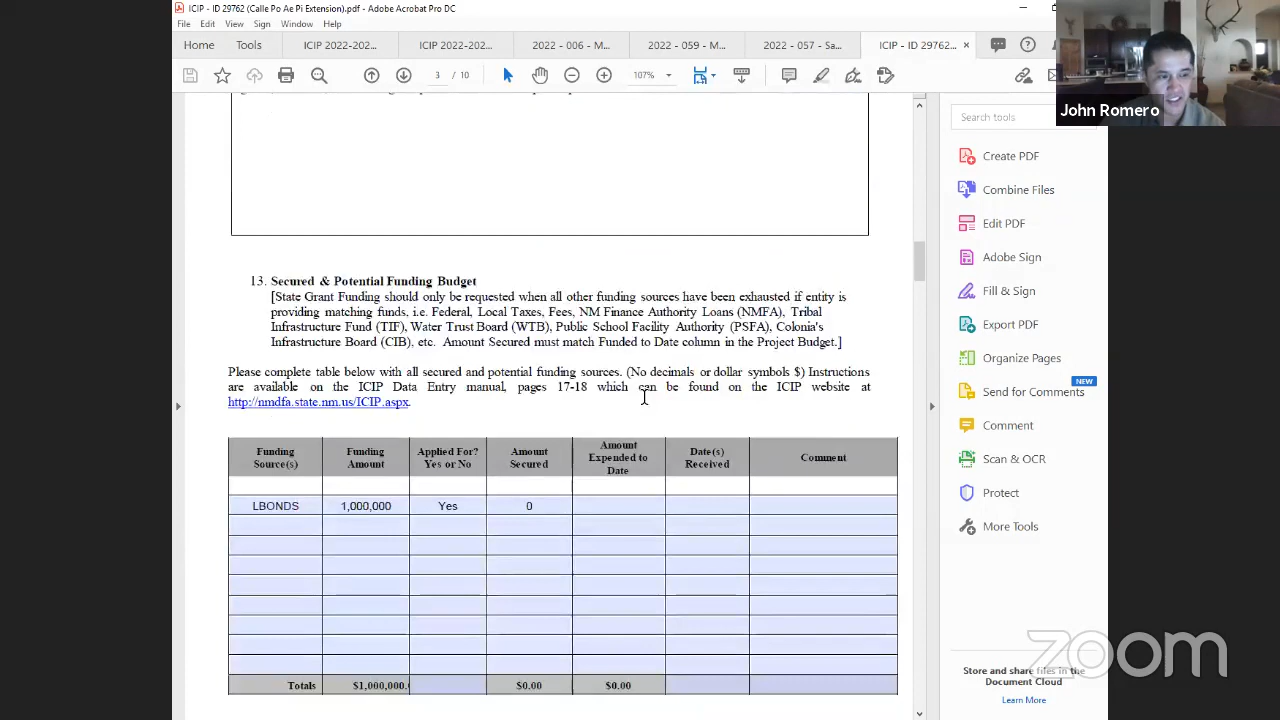 ICIP - ID 29762 (Calle Po Ae Pi Extension).pdf - Adobe Acrobat Pro DC
File Edit View Sign Window Help
Home Tools ICIP 2022-202... ICIP 2022-202... 2022 - 006 - M... 2022 - 059 - M... 2022 - 057 - Sa... ICIP - ID 29762... ×
3 / 10 107%
John Romero
Search tools
13. Secured & Potential Funding Budget
[State Grant Funding should only be requested when all other funding sources have been exhausted if entity is
providing matching funds, i.e. Federal, Local Taxes, Fees, NM Finance Authority Loans (NMFA), Tribal
Infrastructure Fund (TIF), Water Trust Board (WTB), Public School Facility Authority (PSFA), Colonia's
Infrastructure Board (CIB), etc. Amount Secured must match Funded to Date column in the Project Budget.]
Please complete table below with all secured and potential funding sources. (No decimals or dollar symbols $) Instructions
are available on the ICIP Data Entry manual, pages 17-18 which can be found on the ICIP website at
http://nmdfa.state.nm.us/ICIP.aspx.
Funding Source(s) Funding Amount Applied For? Yes or No Amount Secured Amount Expended to Date Date(s) Received Comment
LBONDS 1,000,000 Yes 0
Totals $1,000,000. $0.00 $0.00
Create PDF
Combine Files
Edit PDF
Adobe Sign
Fill & Sign
Export PDF
Organize Pages
NEW
Send for Comments
Comment
Scan & OCR
Protect
More Tools
Store and share files in the
Document Cloud
Learn More
zoom